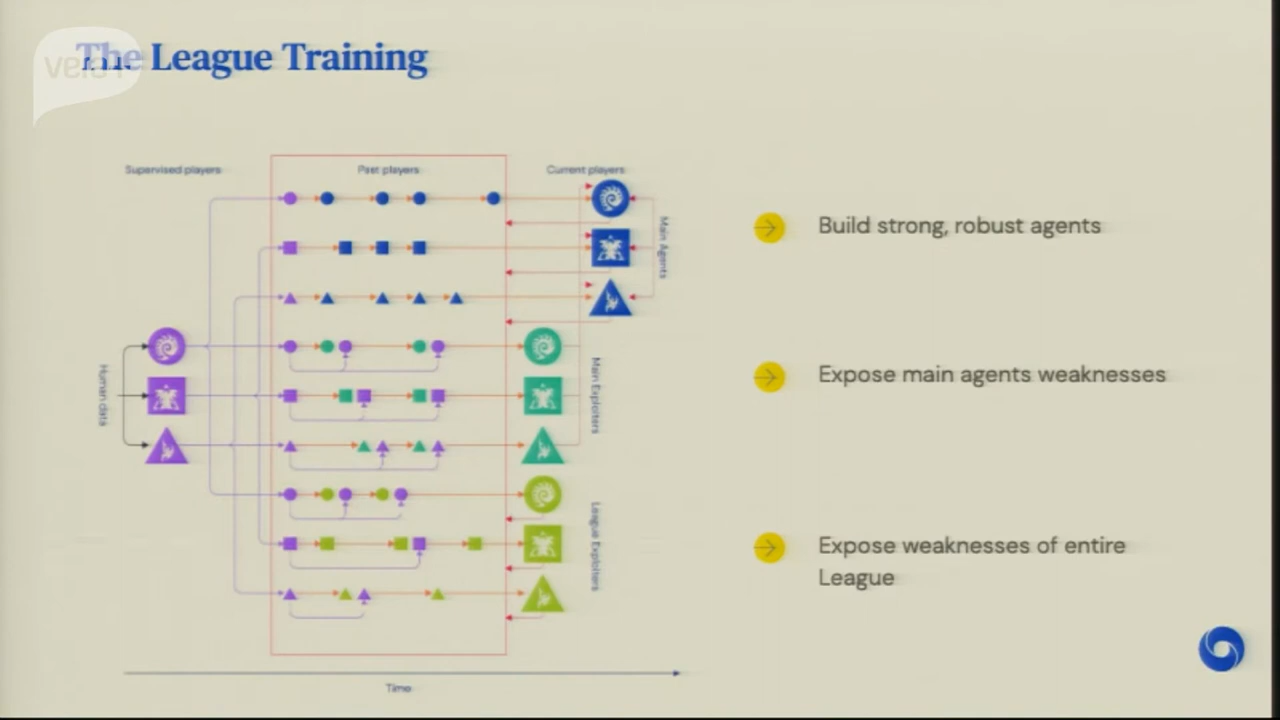 The League Training
Supervised players
Past players
Current players
Main Agents
Human data
Main Exploiters
League Exploiters
Time
Build strong, robust agents
Expose main agents weaknesses
Expose weaknesses of entire
League